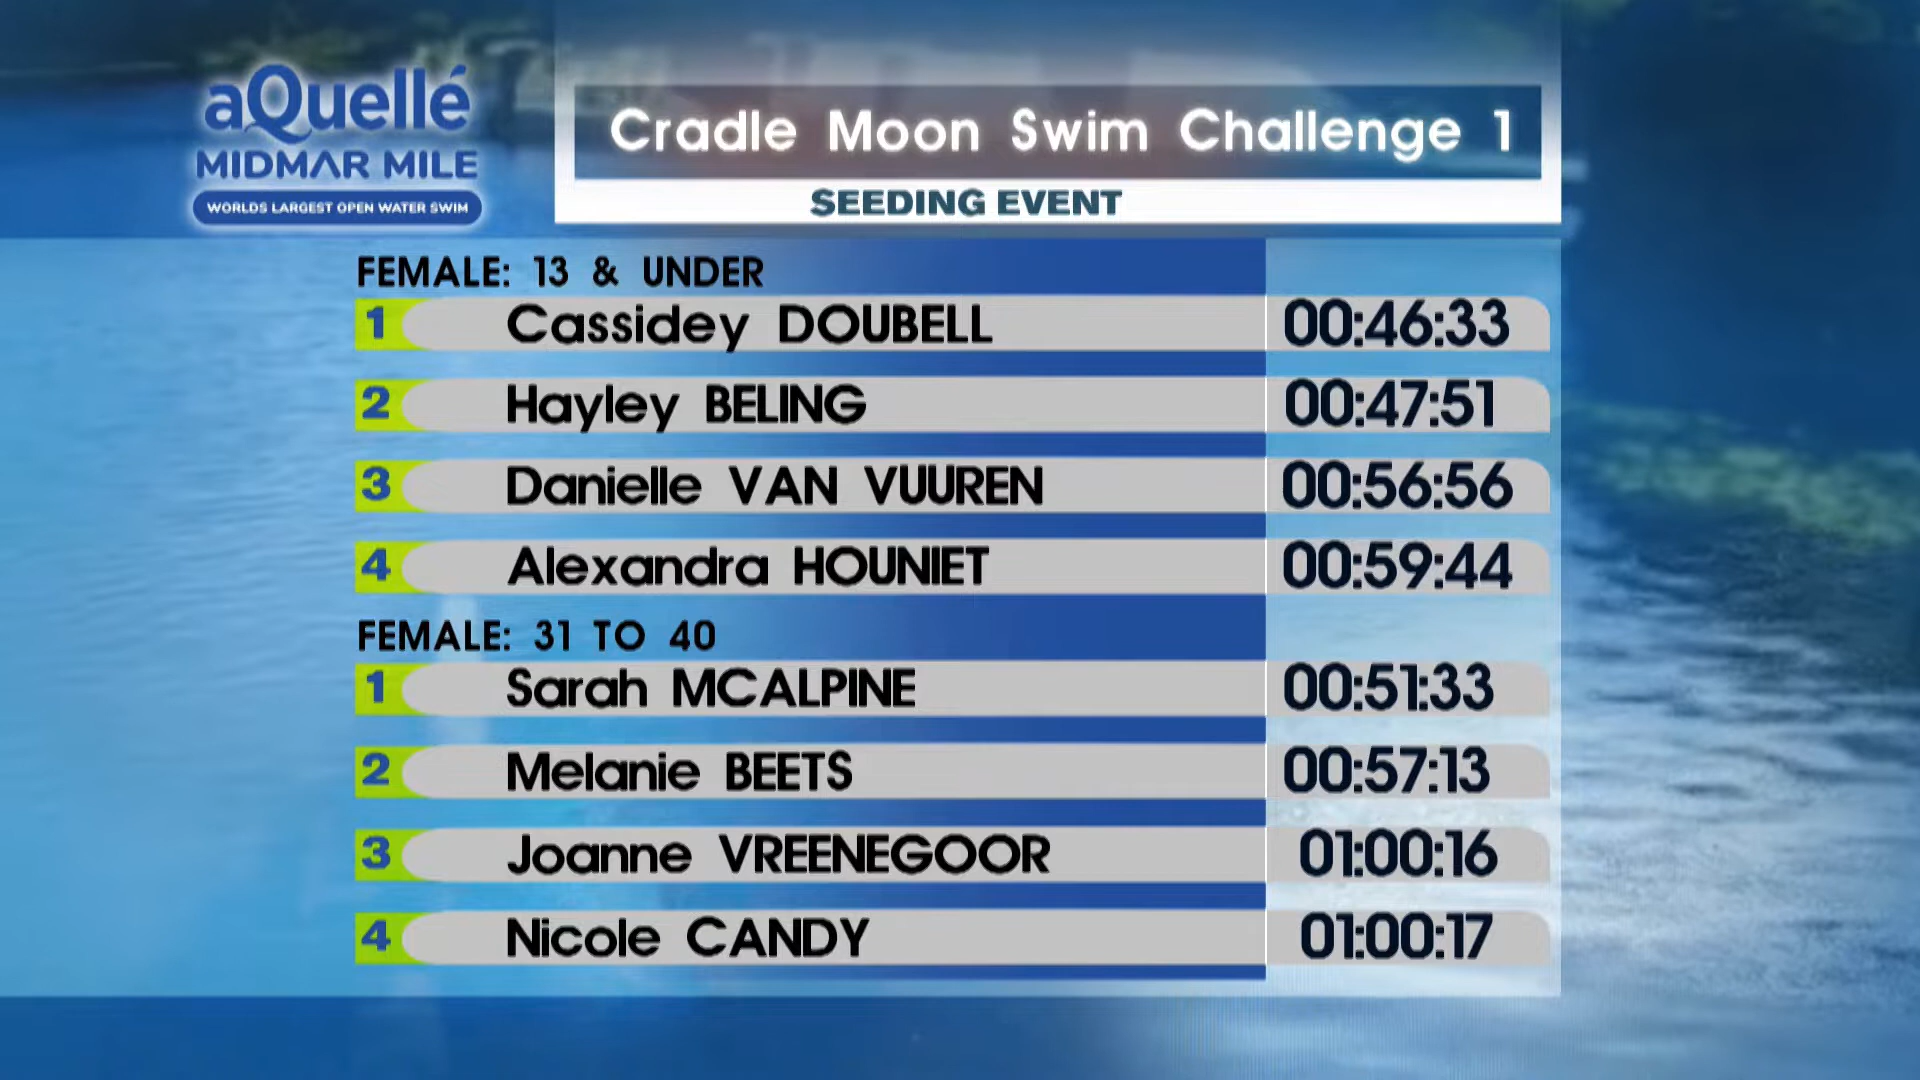 aQuellé
MIDMAR MILE
WORLDS LARGEST OPEN WATER SWIM
Cradle Moon Swim Challenge 1
SEEDING EVENT
FEMALE: 13 & UNDER
1 Cassidey DOUBELL 00:46:33
2 Hayley BELING 00:47:51
3 Danielle VAN VUUREN 00:56:56
4 Alexandra HOUNIET 00:59:44
FEMALE: 31 TO 40
1 Sarah MCALPINE 00:51:33
2 Melanie BEETS 00:57:13
3 Joanne VREENEGOOR 01:00:16
4 Nicole CANDY 01:00:17